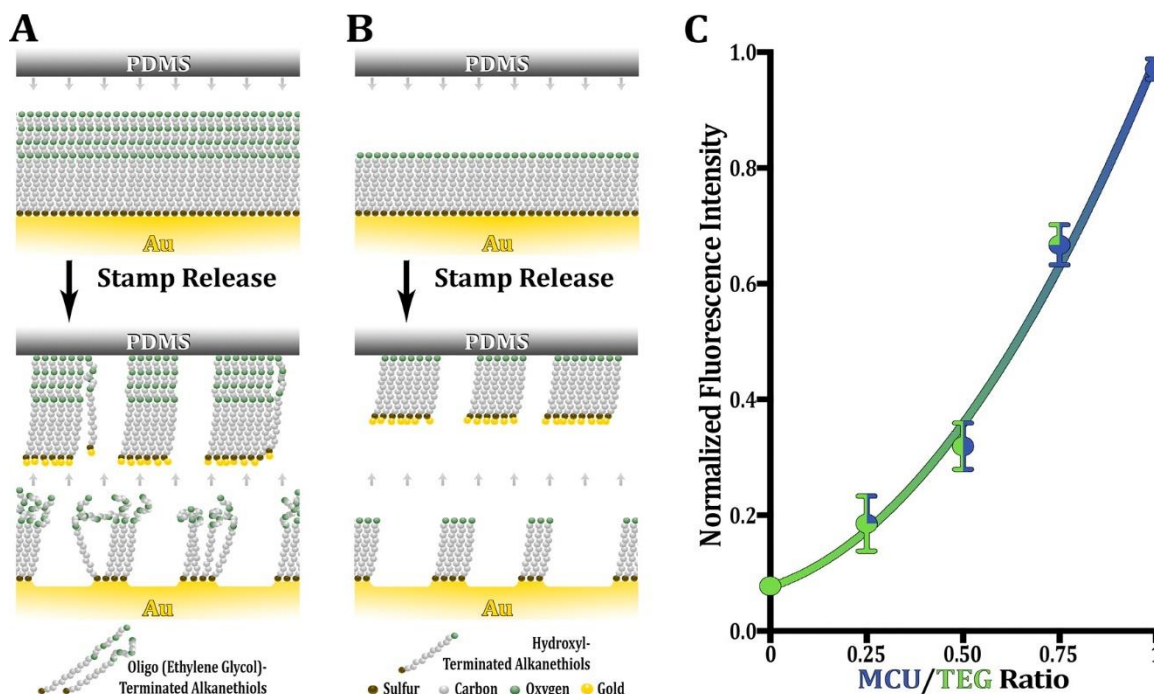 A
PDMS
Au
Stamp Release
PDMS
Au
Oligo (Ethylene Glycol)-
Terminated Alkanethiols
B
PDMS
Au
Stamp Release
PDMS
Au
Hydroxyl-
Terminated Alkanethiols
Sulfur Carbon Oxygen Gold
C
Normalized Fluorescence Intensity
1.0
0.8
0.6
0.4
0.2
0.0
0 0.25 0.50 0.75 1
MCU/TEG Ratio